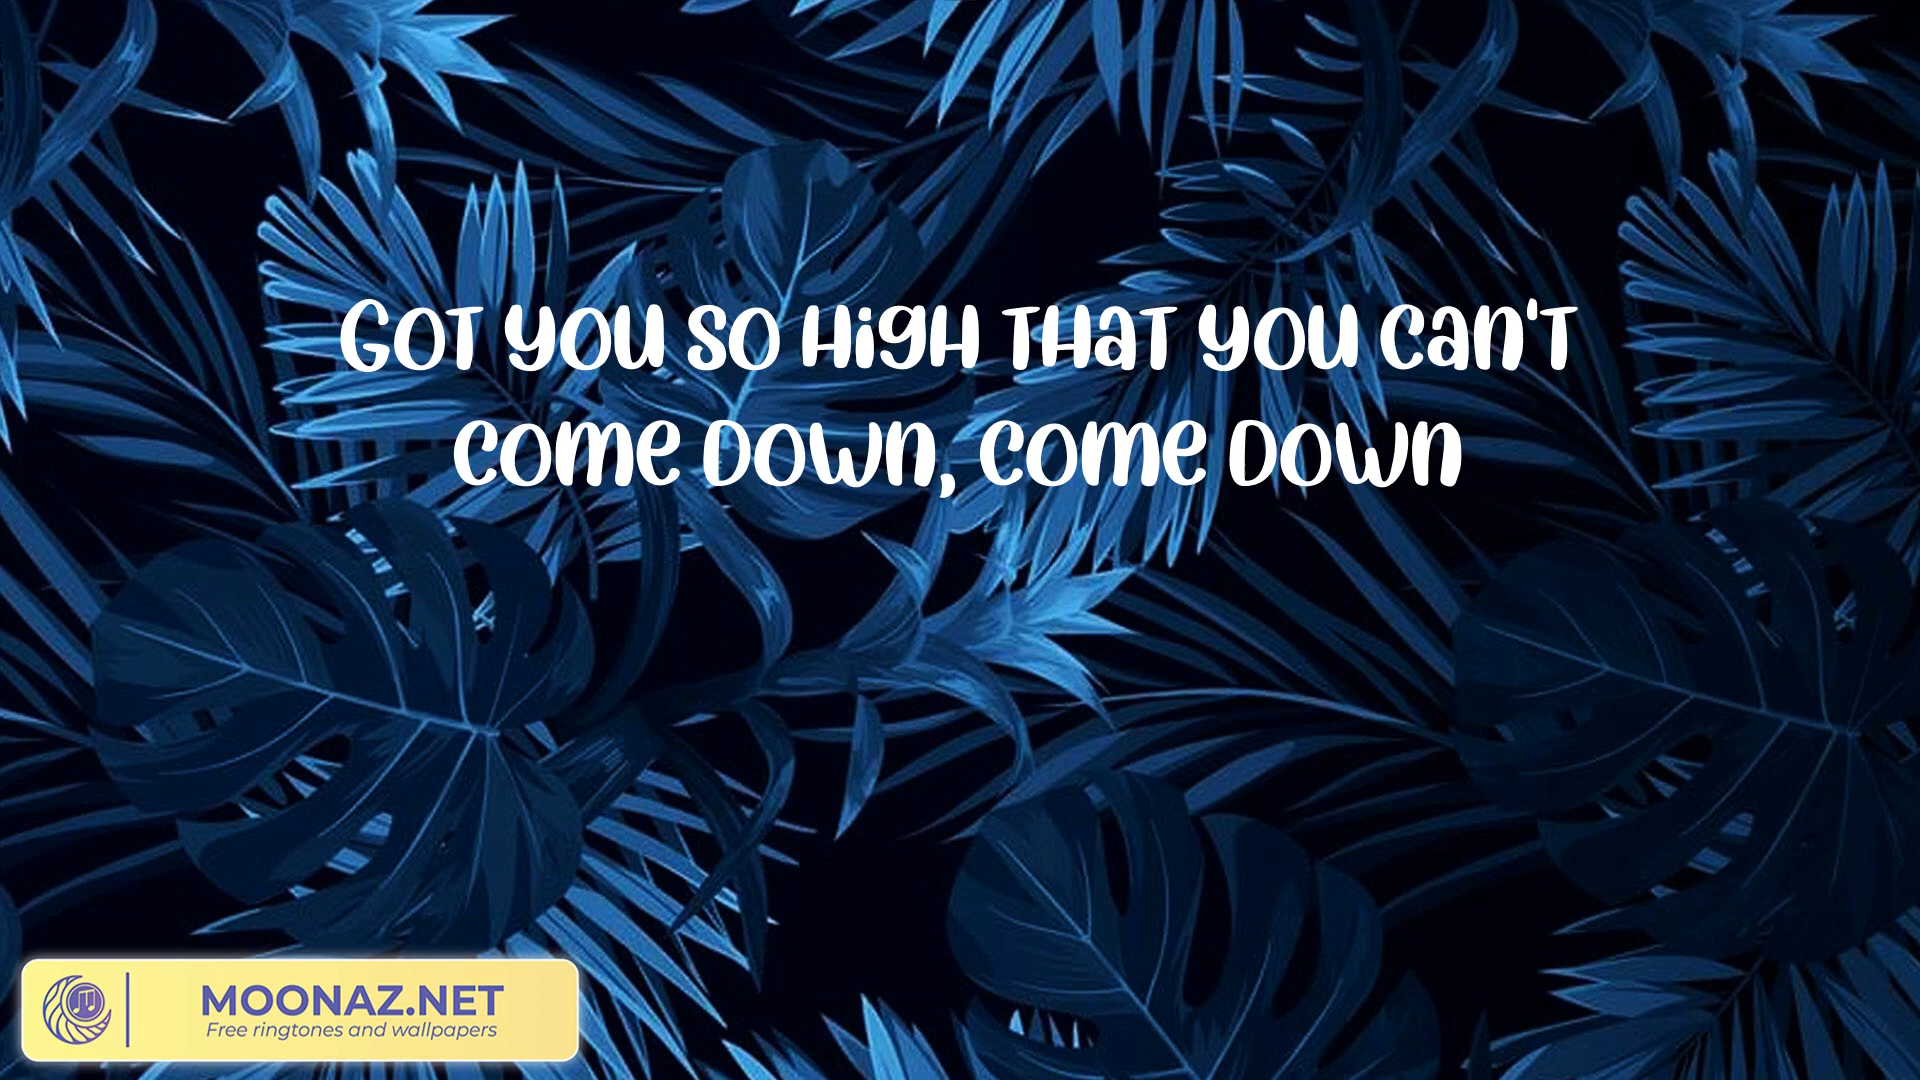 Got you so high that you can't
come down, come down
MOONAZ.NET
Free ringtones and wallpapers